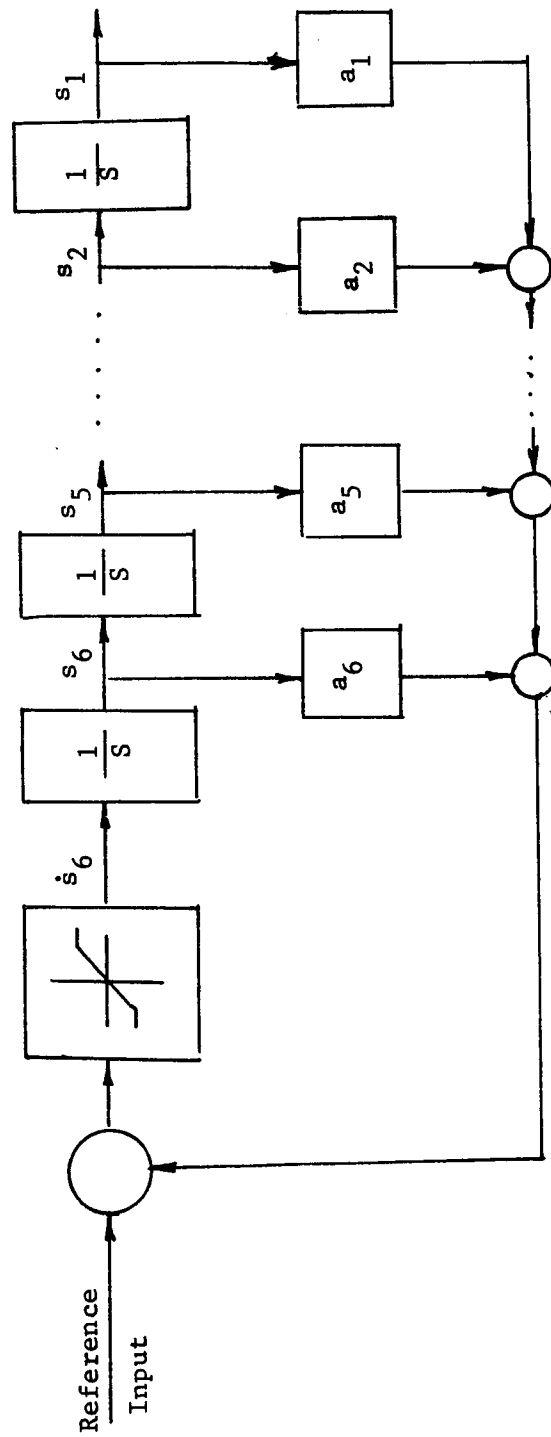 Reference
Input
ṡ6
1
S
s6
1
S
s5
. . . .
s2
1
S
s1
a6
a5
a2
a1
. . . .